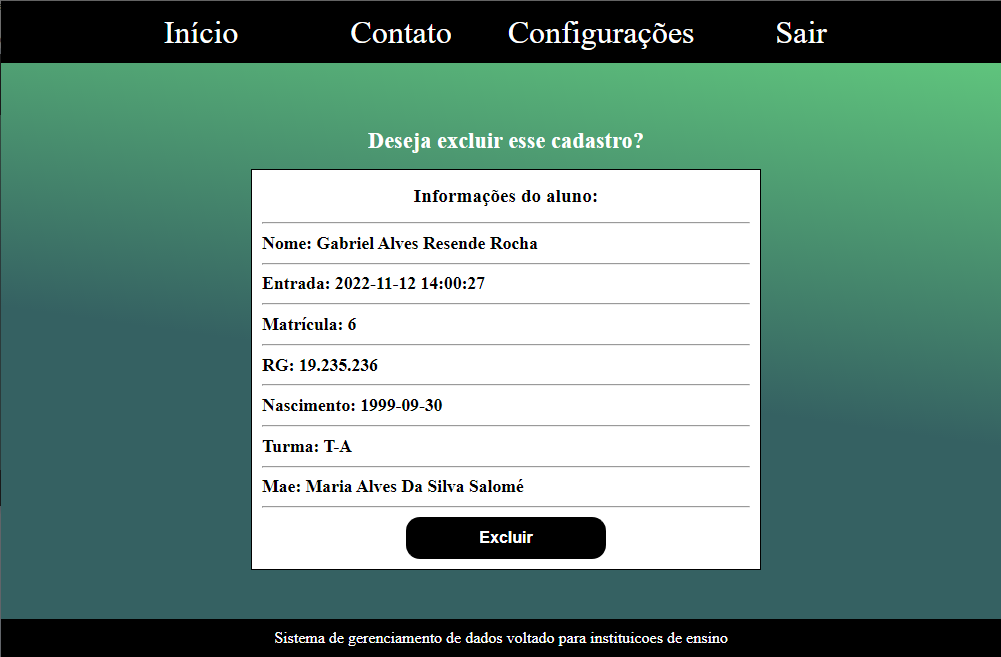 Início Contato Configurações Sair
Deseja excluir esse cadastro?
Informações do aluno:
Nome: Gabriel Alves Resende Rocha
Entrada: 2022-11-12 14:00:27
Matrícula: 6
RG: 19.235.236
Nascimento: 1999-09-30
Turma: T-A
Mae: Maria Alves Da Silva Salomé
Excluir
Sistema de gerenciamento de dados voltado para instituicoes de ensino